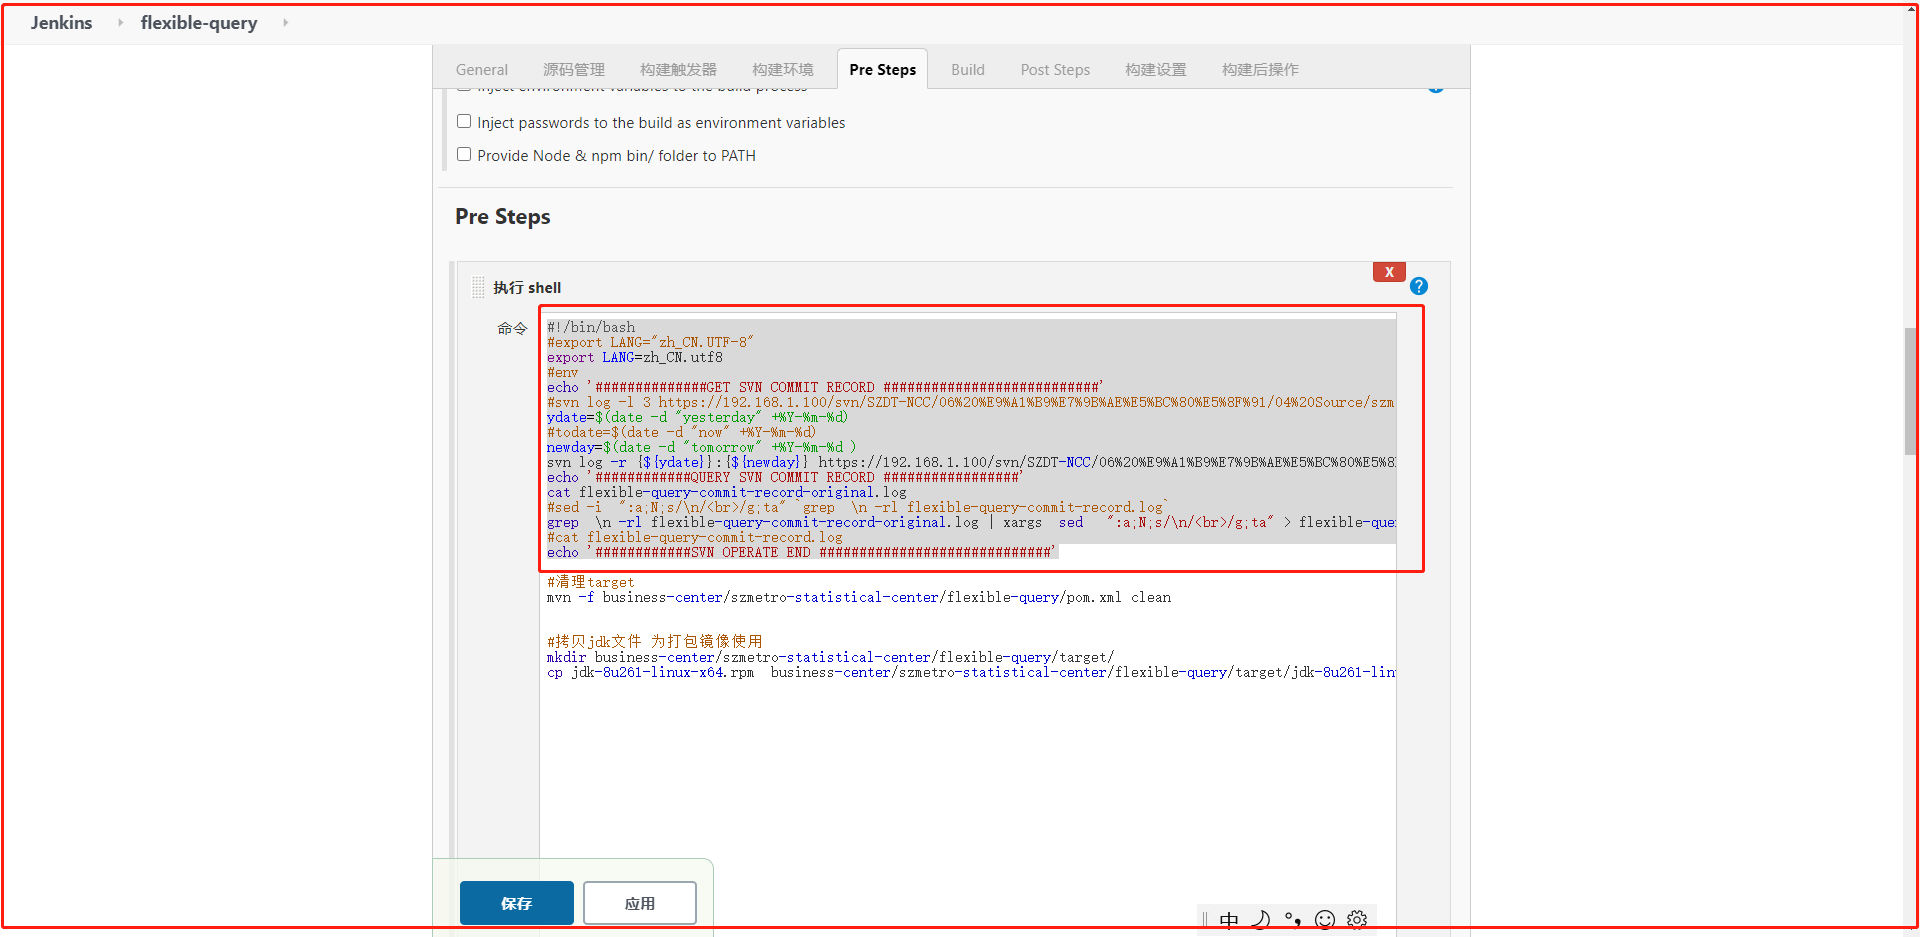 Jenkins flexible-query
General 源码管理 构建触发器 构建环境 Pre Steps Build Post Steps 构建设置 构建后操作
Inject environment variables to the build process
Inject passwords to the build as environment variables
Provide Node & npm bin/ folder to PATH
Pre Steps
X
执行 shell
?
命令
#!/bin/bash
#export LANG="zh_CN.UTF-8"
export LANG=zh_CN.utf8
#env
echo '##############GET SVN COMMIT RECORD ###########################'
#svn log -l 3 https://192.168.1.100/svn/SZDT-NCC/06%20%E9%A1%B9%E7%9B%AE%E5%BC%80%E5%8F%91/04%20Source/szm
ydate=$(date -d "yesterday" +%Y-%m-%d)
#todate=$(date -d "now" +%Y-%m-%d)
newday=$(date -d "tomorrow" +%Y-%m-%d )
svn log -r {${ydate}}:{${newday}} https://192.168.1.100/svn/SZDT-NCC/06%20%E9%A1%B9%E7%9B%AE%E5%BC%80%E5%8
echo '############QUERY SVN COMMIT RECORD #################'
cat flexible-query-commit-record-original.log
#sed -i  ":a;N;s/\n/<br>/g;ta" `grep  \n -rl flexible-query-commit-record.log`
grep  \n -rl flexible-query-commit-record-original.log | xargs  sed   ":a;N;s/\n/<br>/g;ta" > flexible-que
#cat flexible-query-commit-record.log
echo '############SVN OPERATE END #############################'
#清理target
mvn -f business-center/szmetro-statistical-center/flexible-query/pom.xml clean
#拷贝jdk文件 为打包镜像使用
mkdir business-center/szmetro-statistical-center/flexible-query/target/
cp jdk-8u261-linux-x64.rpm  business-center/szmetro-statistical-center/flexible-query/target/jdk-8u261-lin
保存 应用
中